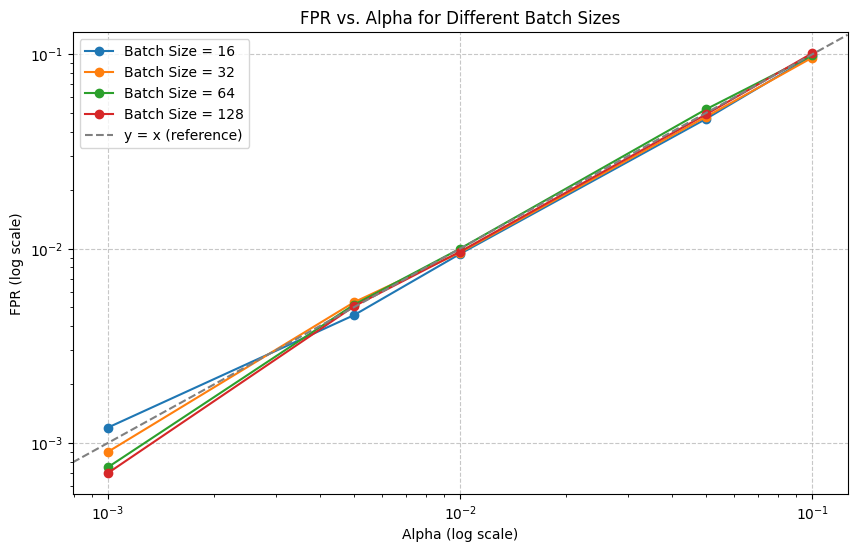 FPR vs. Alpha for Different Batch Sizes
Batch Size = 16
Batch Size = 32
Batch Size = 64
Batch Size = 128
y = x (reference)
FPR (log scale)
10⁻¹
10⁻²
10⁻³
10⁻³ 10⁻² 10⁻¹
Alpha (log scale)